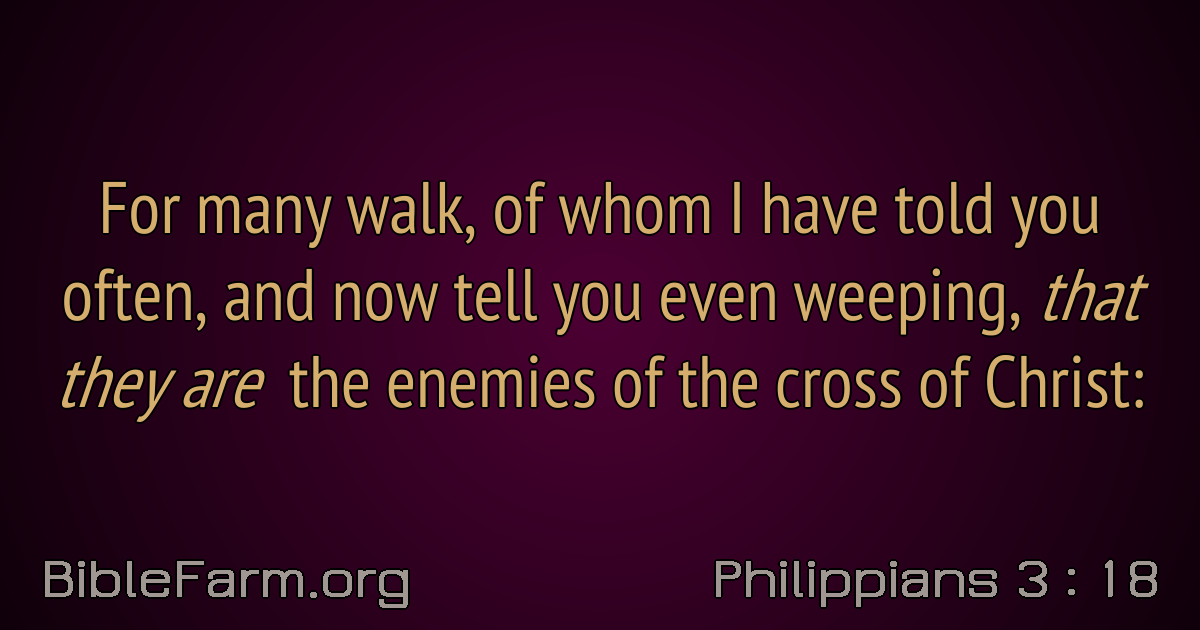 For many walk, of whom I have told you
often, and now tell you even weeping, that
they are the enemies of the cross of Christ:
BibleFarm.org
Philippians 3 : 18